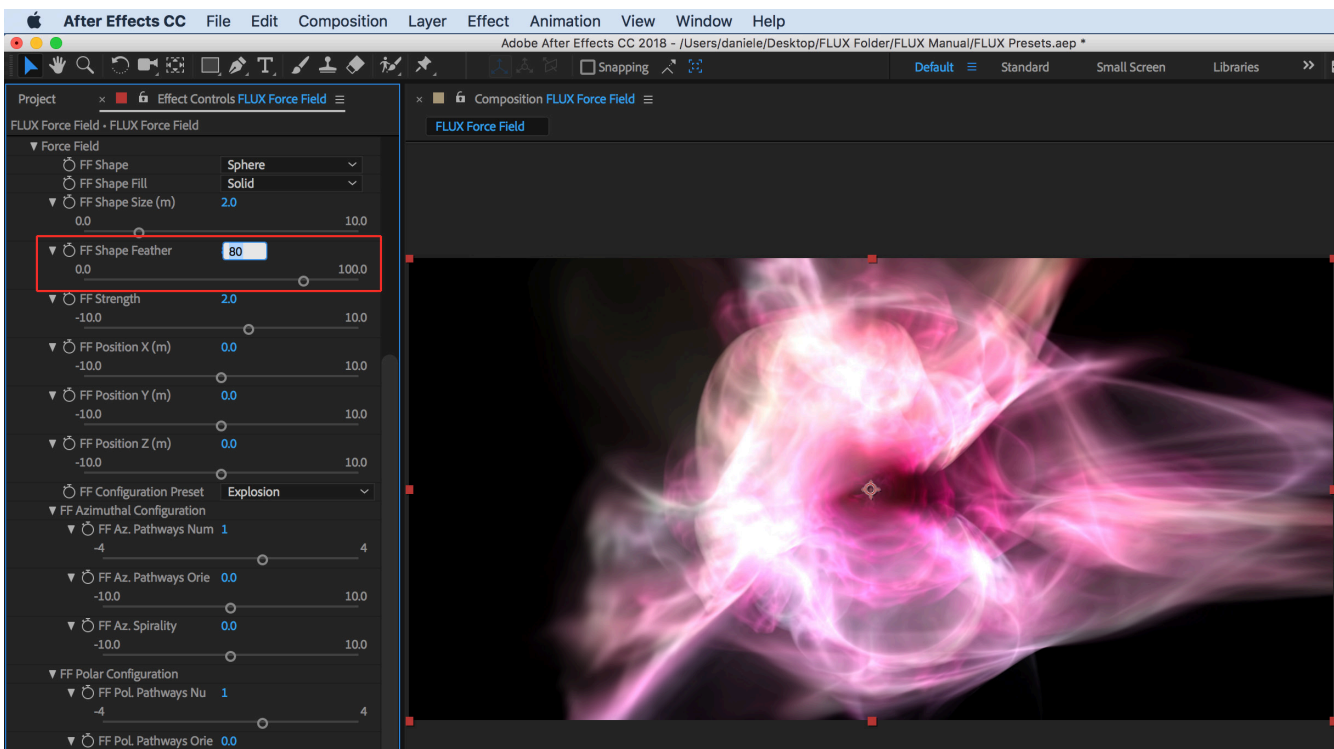 After Effects CC File Edit Composition Layer Effect Animation View Window Help
Adobe After Effects CC 2018 - /Users/daniele/Desktop/FLUX Folder/FLUX Manual/FLUX Presets.aep *
Snapping Default Standard Small Screen Libraries
Project Effect Controls FLUX Force Field Composition FLUX Force Field
FLUX Force Field • FLUX Force Field
FLUX Force Field
Force Field
FF Shape Sphere
FF Shape Fill Solid
FF Shape Size (m) 2.0
0.0 10.0
FF Shape Feather 80
0.0 100.0
FF Strength 2.0
-10.0 10.0
FF Position X (m) 0.0
-10.0 10.0
FF Position Y (m) 0.0
-10.0 10.0
FF Position Z (m) 0.0
-10.0 10.0
FF Configuration Preset Explosion
FF Azimuthal Configuration
FF Az. Pathways Num 1
-4 4
FF Az. Pathways Orie 0.0
-10.0 10.0
FF Az. Spirality 0.0
-10.0 10.0
FF Polar Configuration
FF Pol. Pathways Nu 1
-4 4
FF Pol. Pathways Orie 0.0